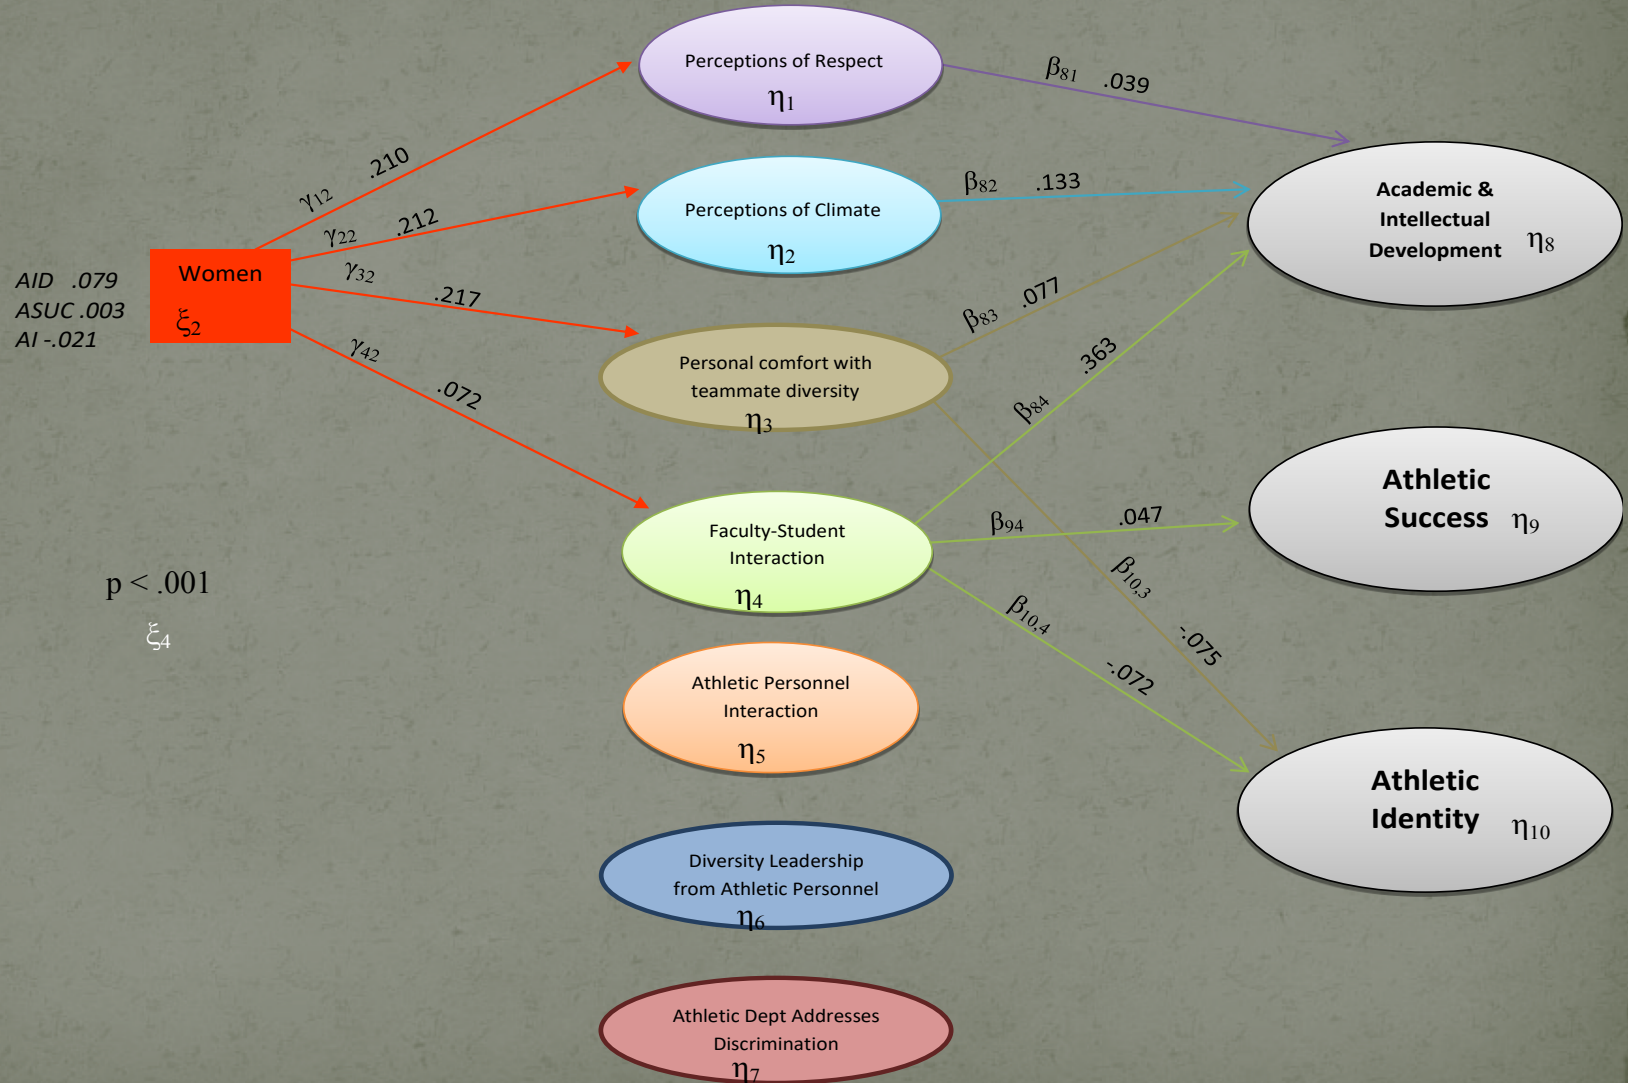 Perceptions of Respect
η1
β81 .039
γ12 .210
Perceptions of Climate
η2
β82 .133
Academic &
Intellectual
Development η8
γ22 .212
AID .079
ASUC .003
AI -.021
Women
ξ2
γ32 .217
Personal comfort with
teammate diversity
η3
β83 .077
β84 .363
γ42 .072
Faculty-Student
Interaction
η4
β94 .047
Athletic
Success η9
β10,3 -.075
β10,4 -.072
p < .001
ξ4
Athletic Personnel
Interaction
η5
Athletic
Identity η10
Diversity Leadership
from Athletic Personnel
η6
Athletic Dept Addresses
Discrimination
η7